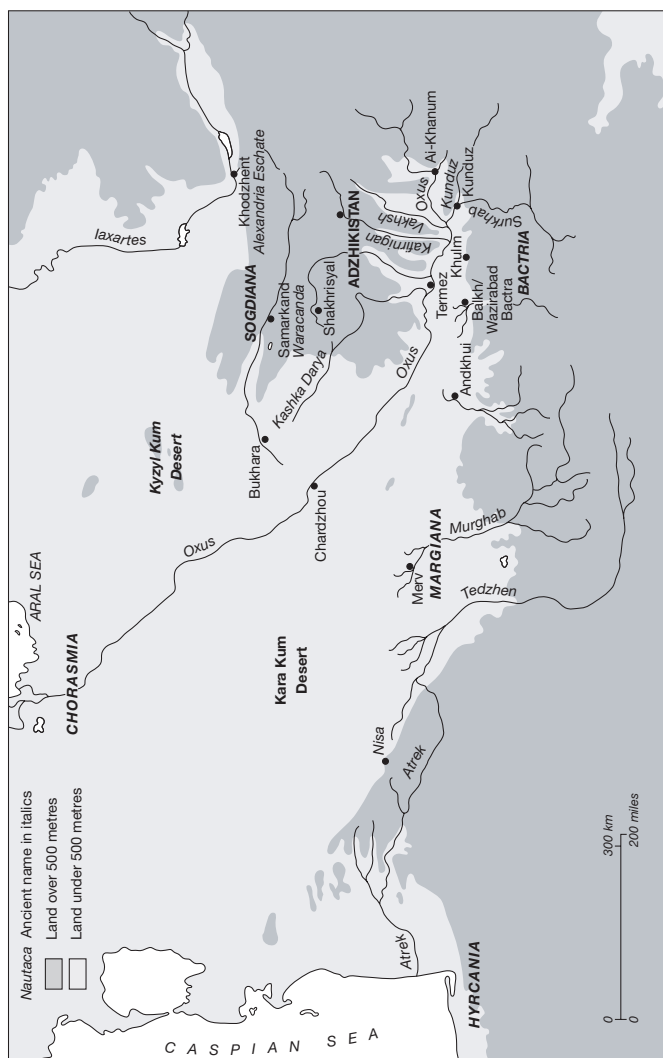 Nautaca Ancient name in italics
Land over 500 metres
Land under 500 metres
ARAL SEA
CHORASMIA
Oxus
Kyzyl Kum
Desert
Iaxartes
Khodzhent
Alexandria Eschate
SOGDIANA
Samarkand
Waracanda
Bukhara
Kashka Darya
Shakhrisyal
Chardzhou
Oxus
ADZHIKISTAN
Kafirnigan
Vakhsh
Oxus
Ai-Khanum
Kunduz
Kunduz
Surkhab
Termez
Khulm
Balkh/
Wazirabad
Bactra
BACTRIA
Andkhui
Kara Kum
Desert
Merv
MARGIANA
Murghab
Tedzhen
Nisa
Atrek
Atrek
CASPIAN SEA
HYRCANIA
0 300 km
0 200 miles